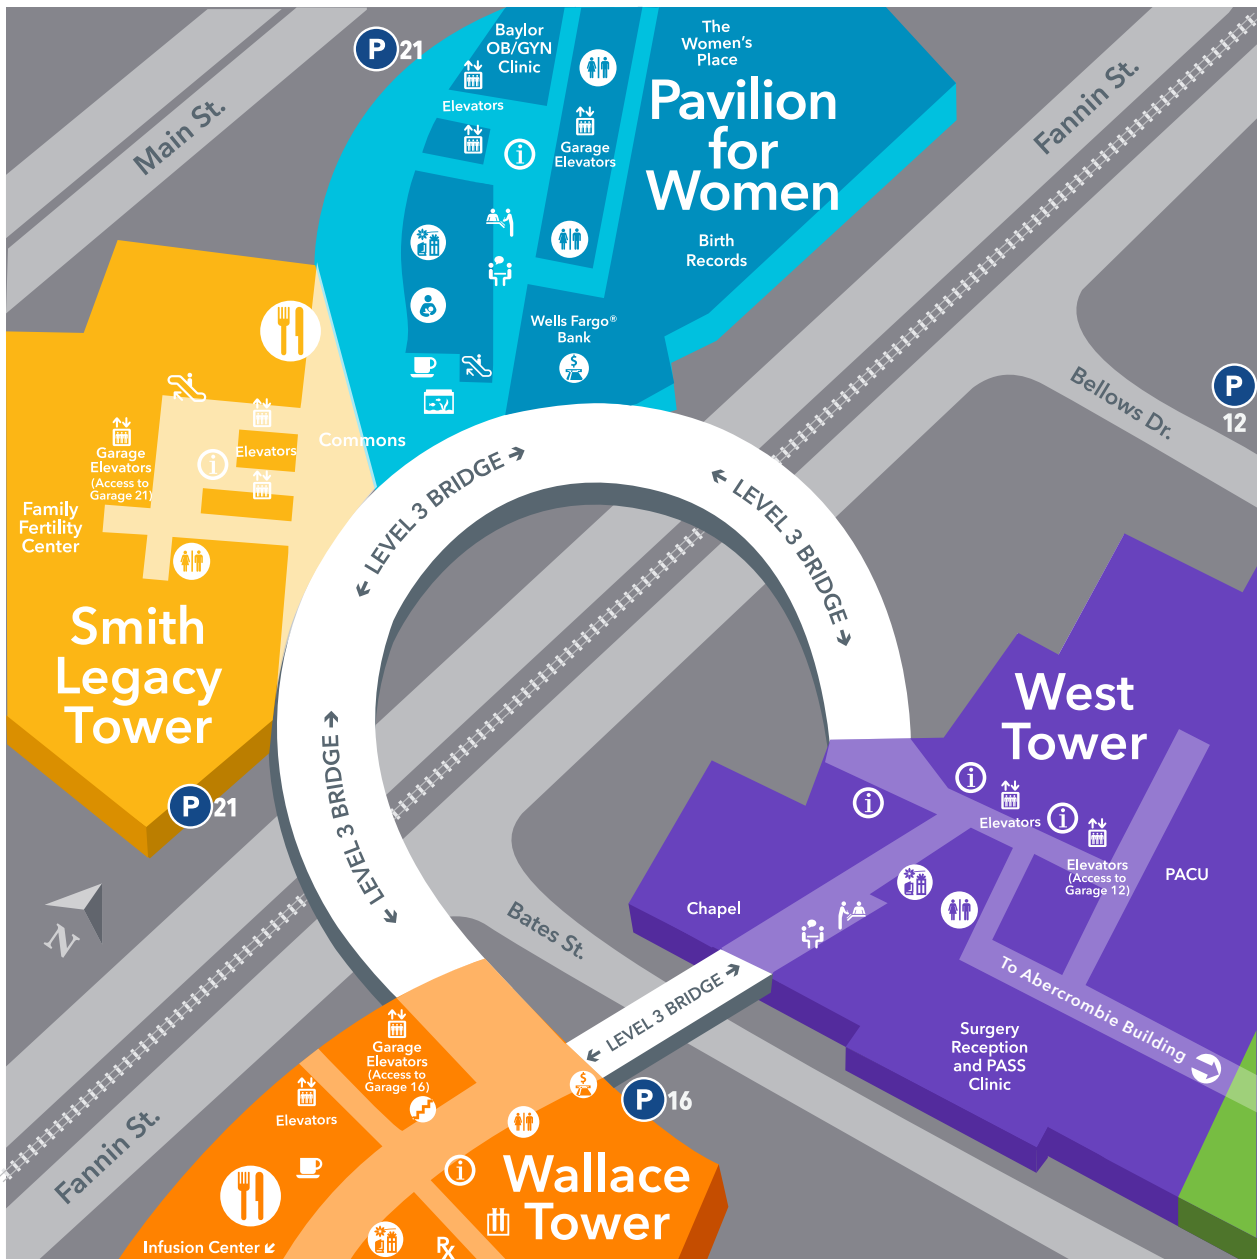 P 21
Main St.
Baylor
OB/GYN
Clinic
Elevators
i
Garage
Elevators
The
Women's
Place
Pavilion
for
Women
Birth
Records
Wells Fargo®
Bank
$
Fannin St.
Bellows Dr.
P
12
Commons
Garage
Elevators
(Access to
Garage 21)
i
Elevators
Family
Fertility
Center
Smith
Legacy
Tower
P 21
← LEVEL 3 BRIDGE →
← LEVEL 3 BRIDGE →
← LEVEL 3 BRIDGE →
West
Tower
i
i
Elevators
i
Elevators
(Access to
Garage 12)
PACU
Chapel
To Abercrombie Building
Surgery
Reception
and PASS
Clinic
N
Bates St.
← LEVEL 3 BRIDGE →
Fannin St.
Garage
Elevators
(Access to
Garage 16)
Elevators
$
P 16
i
Wallace
Tower
Infusion Center ↙
Rx